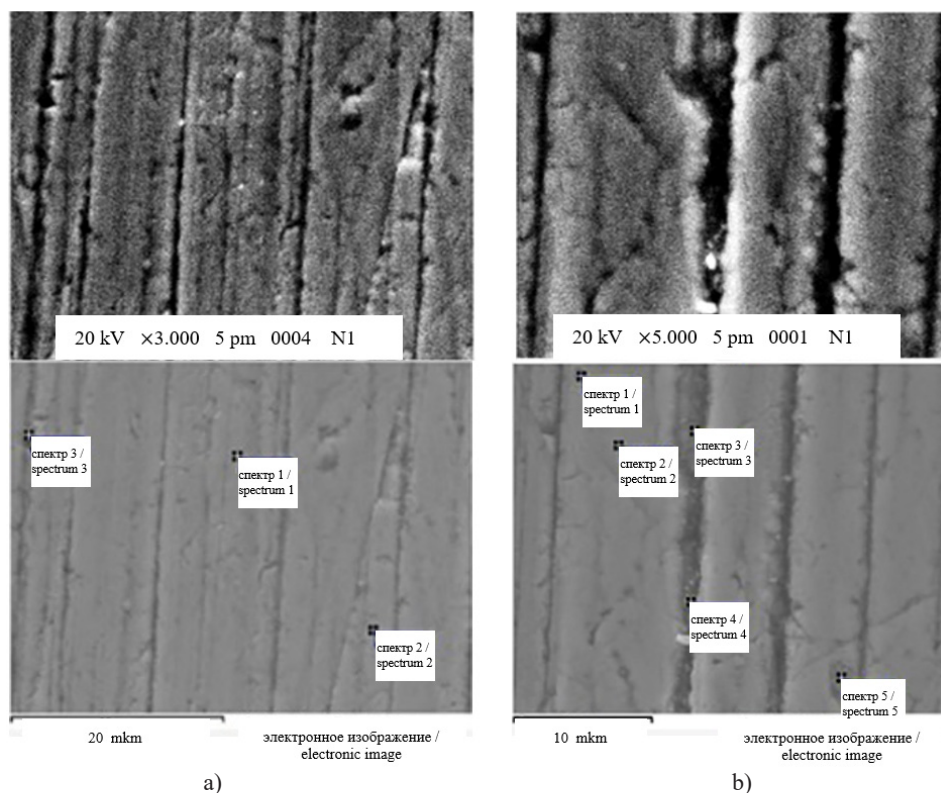 20 kV ×3.000 5 pm 0004 N1
20 kV ×5.000 5 pm 0001 N1
спектр 3 /
spectrum 3
спектр 1 /
spectrum 1
спектр 2 /
spectrum 2
20 mkm
электронное изображение /
electronic image
спектр 1 /
spectrum 1
спектр 2 /
spectrum 2
спектр 3 /
spectrum 3
спектр 4 /
spectrum 4
спектр 5 /
spectrum 5
10 mkm
электронное изображение /
electronic image
a)
b)